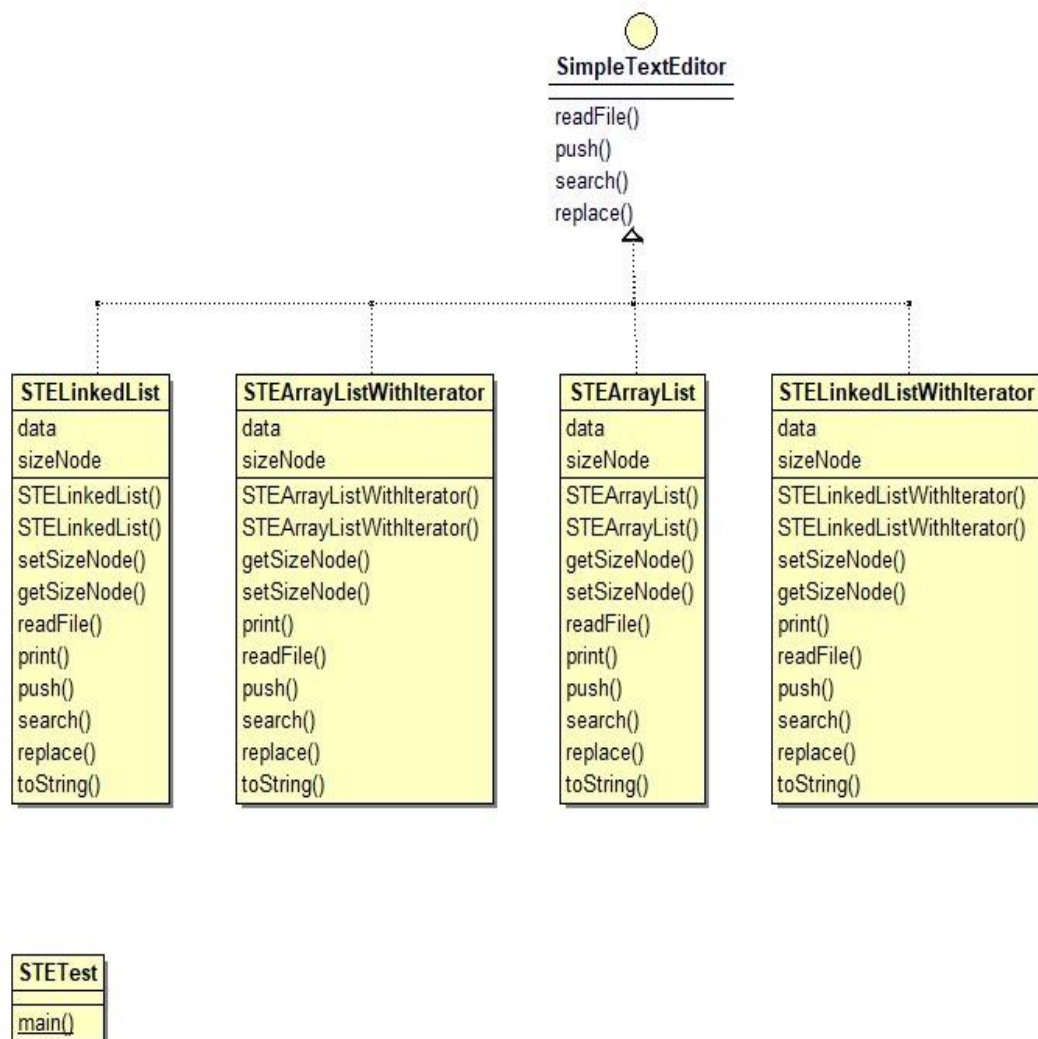 SimpleTextEditor
readFile()
push()
search()
replace()
STELinkedList
data
sizeNode
STELinkedList()
STELinkedList()
setSizeNode()
getSizeNode()
readFile()
print()
push()
search()
replace()
toString()
STEArrayListWithIterator
data
sizeNode
STEArrayListWithIterator()
STEArrayListWithIterator()
getSizeNode()
setSizeNode()
print()
readFile()
push()
search()
replace()
toString()
STEArrayList
data
sizeNode
STEArrayList()
STEArrayList()
getSizeNode()
setSizeNode()
readFile()
print()
push()
search()
replace()
toString()
STELinkedListWithIterator
data
sizeNode
STELinkedListWithIterator()
STELinkedListWithIterator()
setSizeNode()
getSizeNode()
print()
readFile()
push()
search()
replace()
toString()
STETest
main()